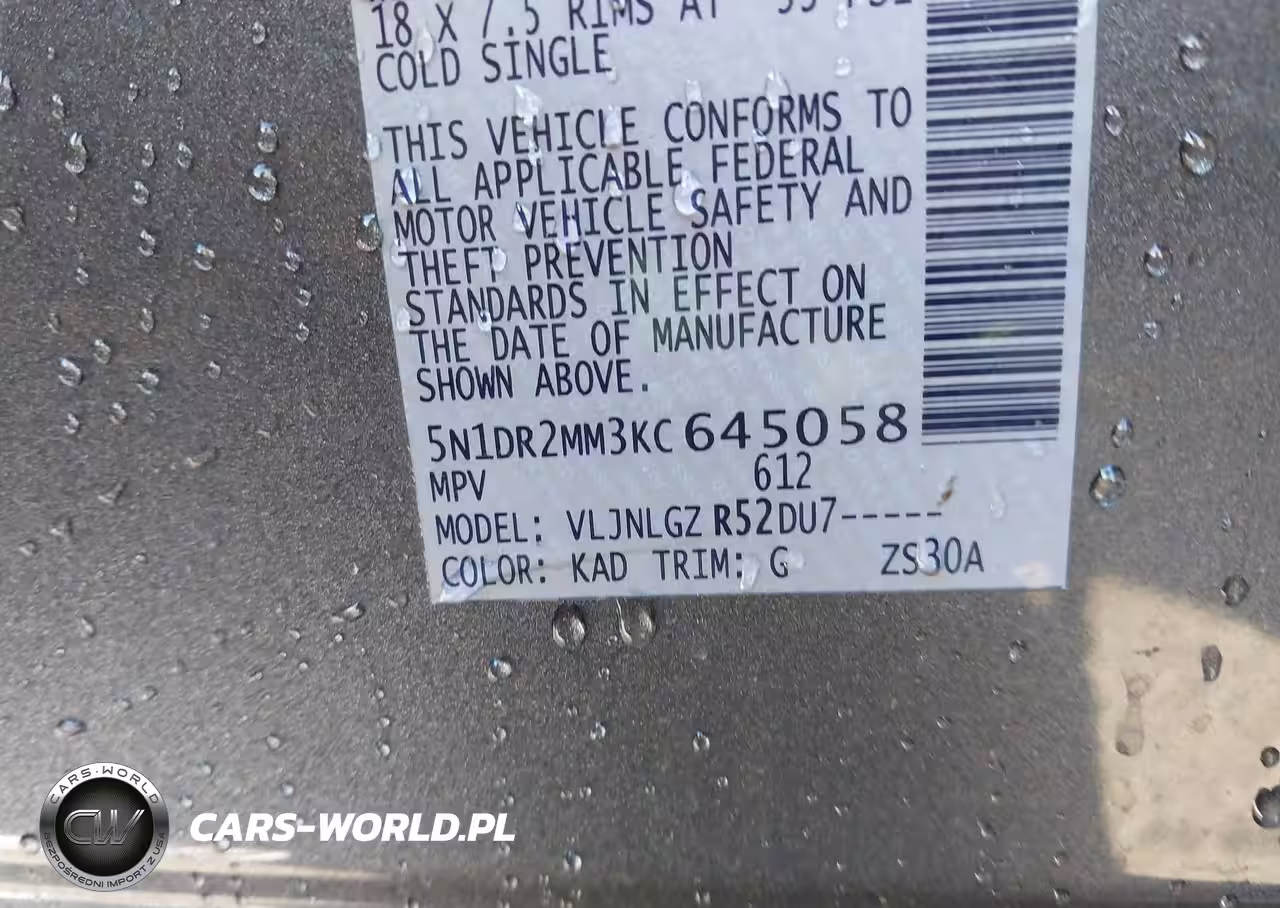 18 X 7.5 RIMS AT 35 PSI
COLD SINGLE
THIS VEHICLE CONFORMS TO
ALL APPLICABLE FEDERAL
MOTOR VEHICLE SAFETY AND
THEFT PREVENTION
STANDARDS IN EFFECT ON
THE DATE OF MANUFACTURE
SHOWN ABOVE.
5N1DR2MM3KC645058
MPV 612
MODEL: VLJNLGZ R52DU7-----
COLOR: KAD TRIM: G ZS30A
CARS-WORLD
CW
BEZPOŚREDNI IMPORT Z USA
CARS-WORLD.PL